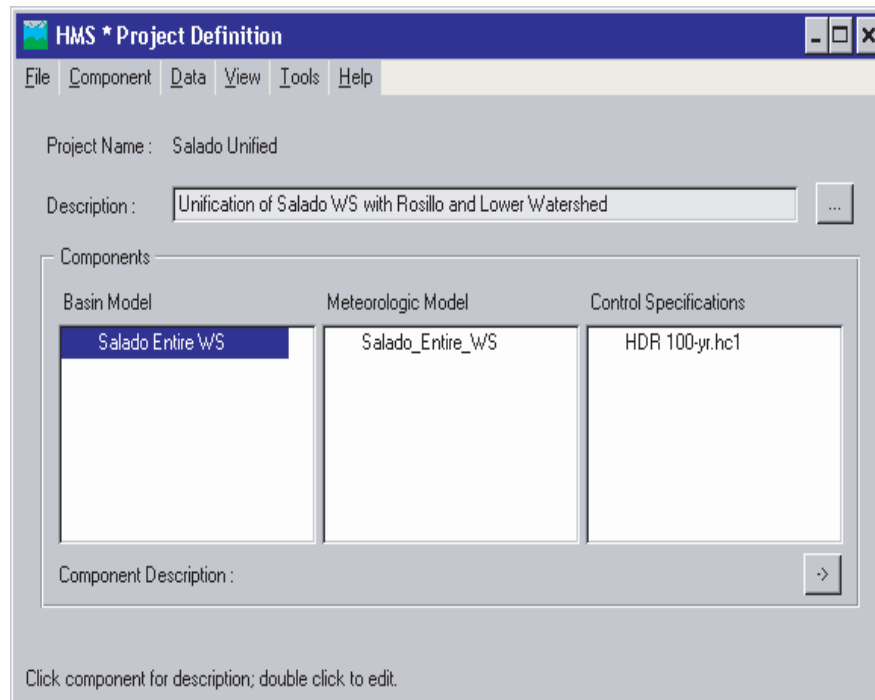 HMS * Project Definition
File Component Data View Tools Help
Project Name : Salado Unified
Description : Unification of Salado WS with Rosillo and Lower Watershed ...
Components
Basin Model Meteorologic Model Control Specifications
Salado Entire WS Salado_Entire_WS HDR 100-yr.hc1
Component Description : ->
Click component for description; double click to edit.